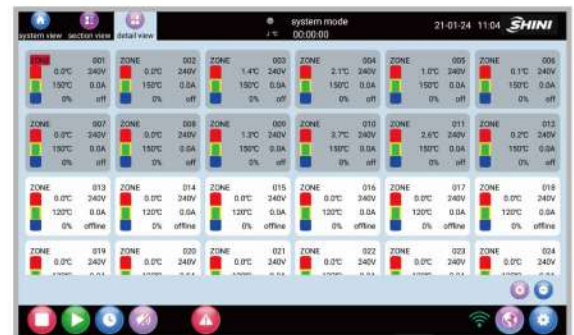 system mode
21-01-24 11:04 SHINI
system view section view detail view
00:00:00
ZONE 001 ZONE 002 ZONE 003 ZONE 004 ZONE 005 ZONE 006
0.0℃ 240V 0.0℃ 240V 1.4℃ 240V 2.1℃ 240V 1.0℃ 240V 0.1℃ 240V
150℃ 0.0A 150℃ 0.0A 150℃ 0.0A 150℃ 0.0A 150℃ 0.0A 150℃ 0.0A
0% off 0% off 0% off 0% off 0% off 0% off
ZONE 007 ZONE 008 ZONE 009 ZONE 010 ZONE 011 ZONE 012
0.0℃ 240V 0.0℃ 240V 1.3℃ 240V 3.7℃ 240V 2.6℃ 240V 0.2℃ 240V
150℃ 0.0A 150℃ 0.0A 150℃ 0.0A 150℃ 0.0A 150℃ 0.0A 150℃ 0.0A
0% off 0% off 0% off 0% off 0% off 0% off
ZONE 013 ZONE 014 ZONE 015 ZONE 016 ZONE 017 ZONE 018
0.0℃ 240V 0.0℃ 240V 0.0℃ 240V 0.0℃ 240V 0.0℃ 240V 0.0℃ 240V
120℃ 0.0A 120℃ 0.0A 120℃ 0.0A 120℃ 0.0A 120℃ 0.0A 120℃ 0.0A
0% offline 0% offline 0% offline 0% offline 0% offline 0% offline
ZONE 019 ZONE 020 ZONE 021 ZONE 022 ZONE 023 ZONE 024
0.0℃ 240V 0.0℃ 240V 0.0℃ 240V 0.0℃ 240V 0.0℃ 240V 0.0℃ 240V